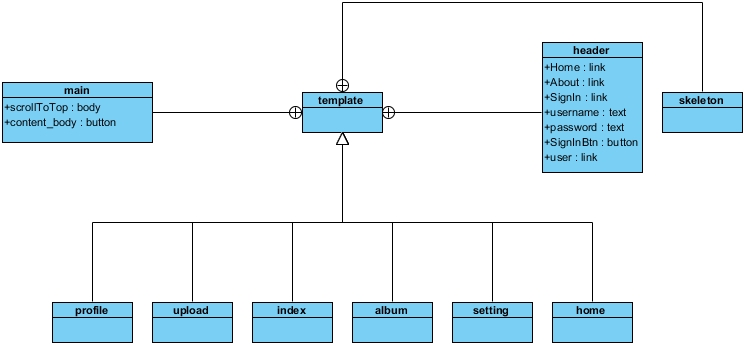 header
+Home : link
+About : link
+SignIn : link
+username : text
+password : text
+SignInBtn : button
+user : link
main
+scrollToTop : body
+content_body : button
template
skeleton
profile
upload
index
album
setting
home